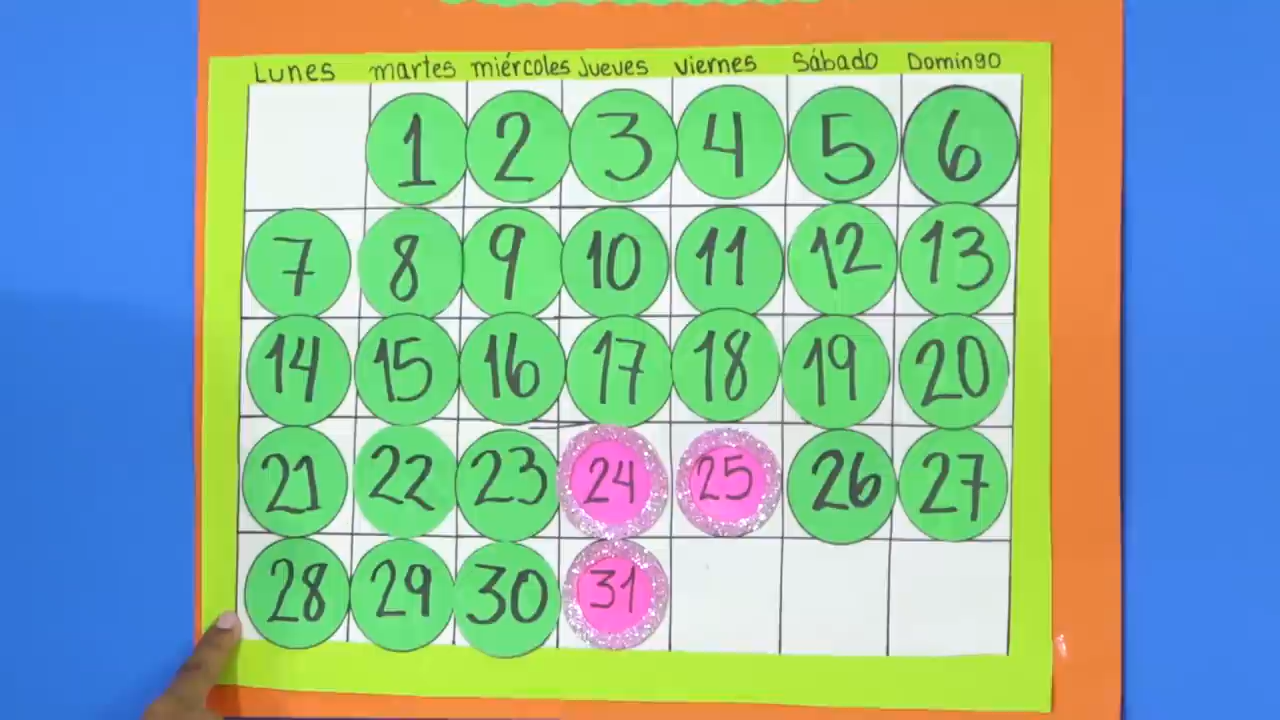 Lunes martes miércoles Jueves viernes Sábado Domingo
1 2 3 4 5 6
7 8 9 10 11 12 13
14 15 16 17 18 19 20
21 22 23 24 25 26 27
28 29 30 31